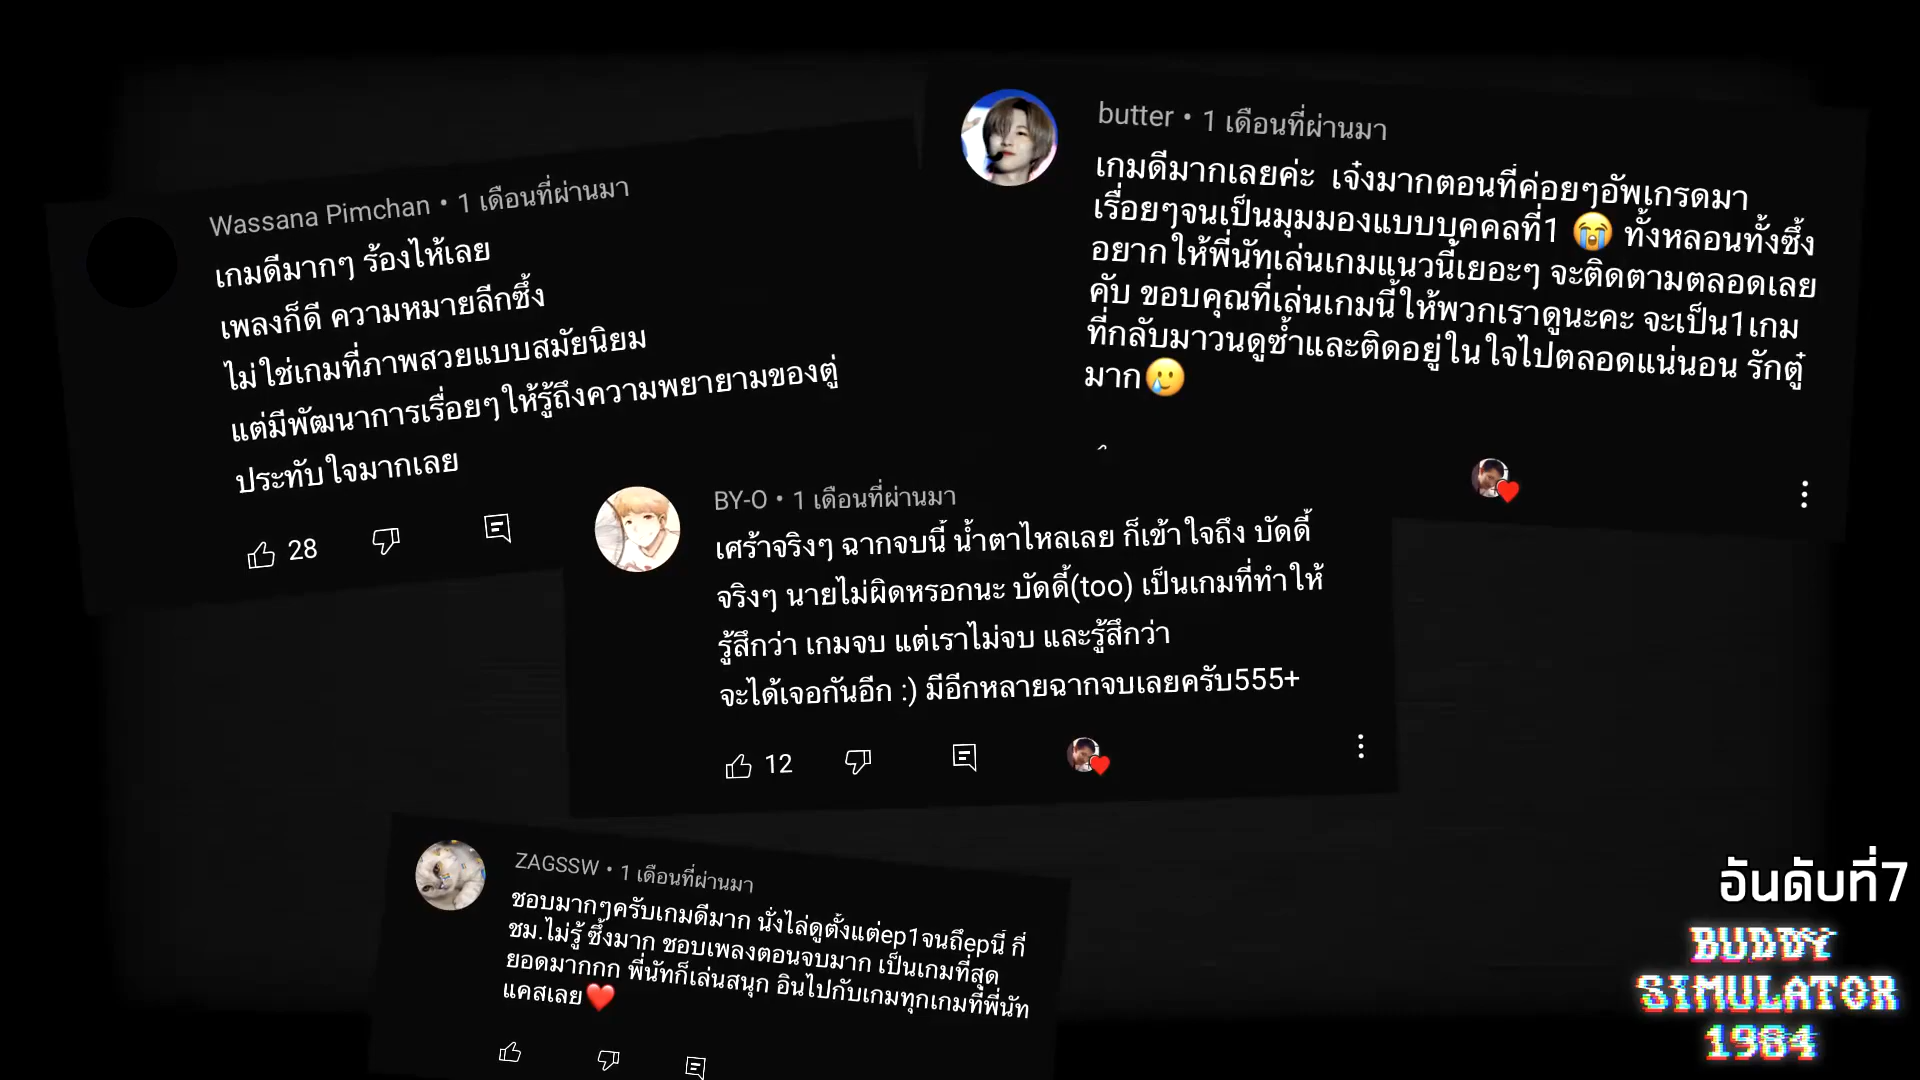 Wassana Pimchan • 1 เดือนที่ผ่านมา
เกมดีมากๆ ร้องไห้เลย
เพลงก็ดี ความหมายลึกซึ้ง
ไม่ใช่เกมที่ภาพสวยแบบสมัยนิยม
แต่มีพัฒนาการเรื่อยๆให้รู้ถึงความพยายามของตู่
ประทับใจมากเลย
28
butter • 1 เดือนที่ผ่านมา
เกมดีมากเลยค่ะ เจ๋งมากตอนที่ค่อยๆอัพเกรดมา
เรื่อยๆจนเป็นมุมมองแบบบุคคลที่1 😭 ทั้งหลอนทั้งซึ้ง
อยากให้พี่นัทเล่นเกมแนวนี้เยอะๆ จะติดตามตลอดเลย
คับ ขอบคุณที่เล่นเกมนี้ให้พวกเราดูนะคะ จะเป็น1เกม
ที่กลับมาวนดูซ้ำและติดอยู่ในใจไปตลอดแน่นอน รักตู๋
มาก🥲
BY-O • 1 เดือนที่ผ่านมา
เศร้าจริงๆ ฉากจบนี้ น้ำตาไหลเลย ก็เข้าใจถึง บัดดี้
จริงๆ นายไม่ผิดหรอกนะ บัดดี้(too) เป็นเกมที่ทำให้
รู้สึกว่า เกมจบ แต่เราไม่จบ และรู้สึกว่า
จะได้เจอกันอีก :) มีอีกหลายฉากจบเลยครับ555+
12
ZAGSSW • 1 เดือนที่ผ่านมา
ชอบมากๆครับเกมดีมาก นั่งไล่ดูตั้งแต่ep1จนถึepนี้ กี่
ชม.ไม่รู้ ซึ้งมาก ชอบเพลงตอนจบมาก เป็นเกมที่สุด
ยอดมากกก พี่นัทก็เล่นสนุก อินไปกับเกมทุกเกมที่พี่นัท
แคสเลย❤️
อันดับที่7
BUDDY
SIMULATOR
1984